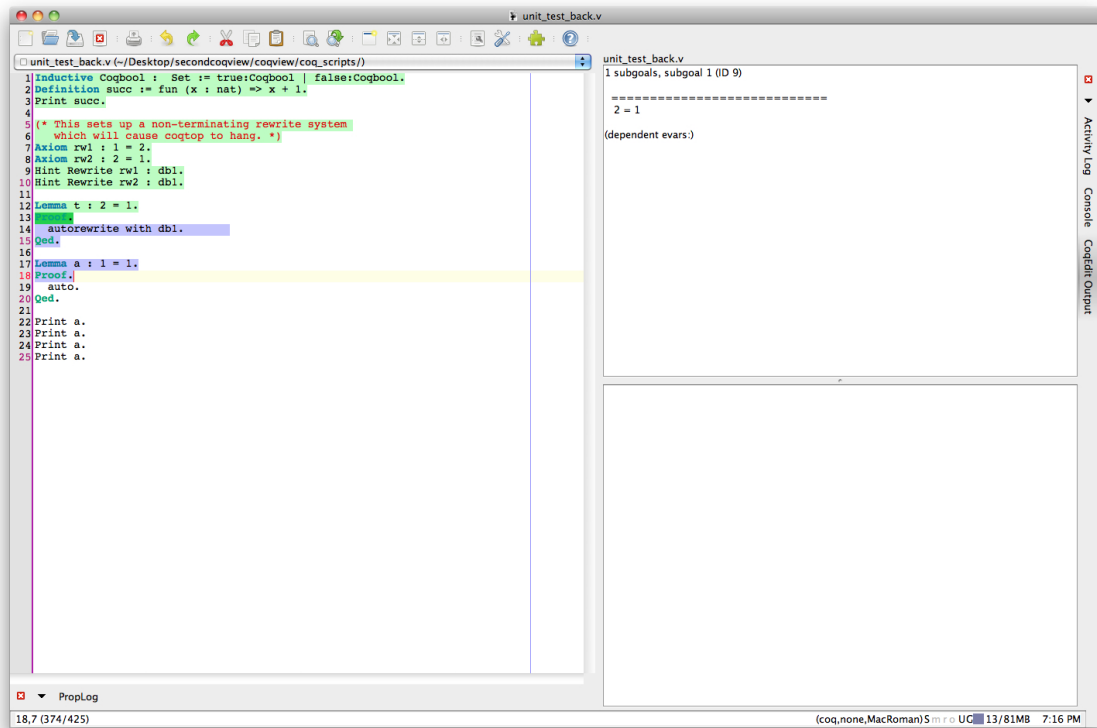 unit_test_back.v
unit_test_back.v (~/Desktop/secondcoqview/coqview/coq_scripts/)
1 Inductive Coqbool :  Set := true:Coqbool | false:Coqbool.
2 Definition succ := fun (x : nat) => x + 1.
3 Print succ.
4
5 (* This sets up a non-terminating rewrite system
6    which will cause coqtop to hang. *)
7 Axiom rw1 : 1 = 2.
8 Axiom rw2 : 2 = 1.
9 Hint Rewrite rw1 : db1.
10 Hint Rewrite rw2 : db1.
11
12 Lemma t : 2 = 1.
13 Proof.
14   autorewrite with db1.
15 Qed.
16
17 Lemma a : 1 = 1.
18 Proof.
19   auto.
20 Qed.
21
22 Print a.
23 Print a.
24 Print a.
25 Print a.
unit_test_back.v
1 subgoals, subgoal 1 (ID 9)
============================
2 = 1
(dependent evars:)
Activity Log
Console
CoqEdit Output
PropLog
18,7 (374/425)
(coq,none,MacRoman) S m r o UG 13/81MB 7:16 PM